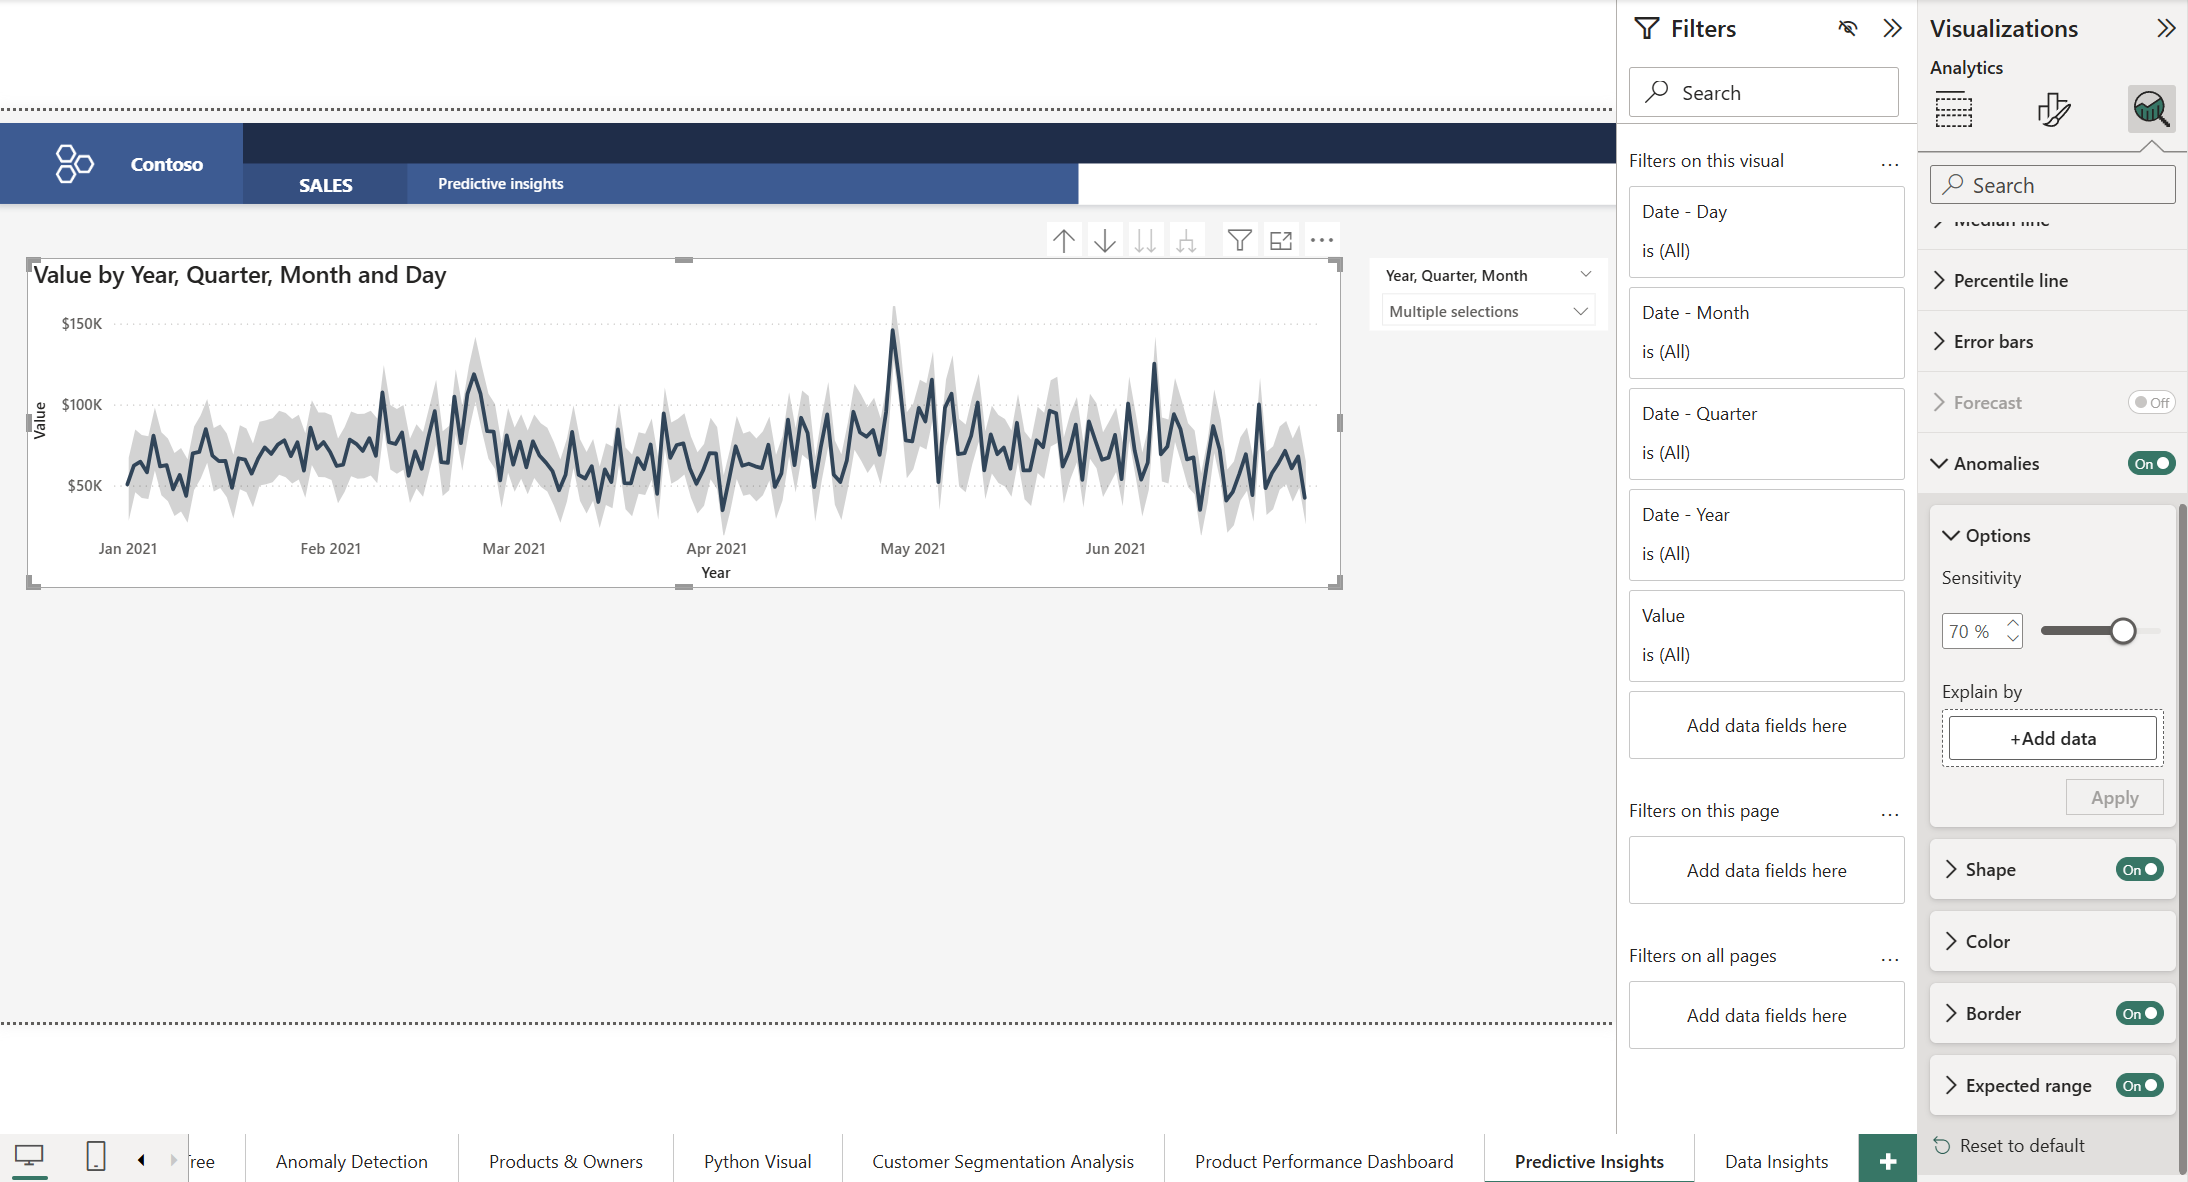 Contoso
SALES
Predictive insights
Value by Year, Quarter, Month and Day
$150K
$100K
$50K
Value
Jan 2021
Feb 2021
Mar 2021
Apr 2021
May 2021
Jun 2021
Year
Year, Quarter, Month
Multiple selections
Filters
Search
Filters on this visual
...
Date - Day
is (All)
Date - Month
is (All)
Date - Quarter
is (All)
Date - Year
is (All)
Value
is (All)
Add data fields here
Filters on this page
...
Add data fields here
Filters on all pages
...
Add data fields here
Visualizations
Analytics
Search
Median line
Percentile line
Error bars
Forecast
Off
Anomalies
On
Options
Sensitivity
70 %
Explain by
+Add data
Apply
Shape
On
Color
Border
On
Expected range
On
Reset to default
Anomaly Detection
Products & Owners
Python Visual
Customer Segmentation Analysis
Product Performance Dashboard
Predictive Insights
Data Insights